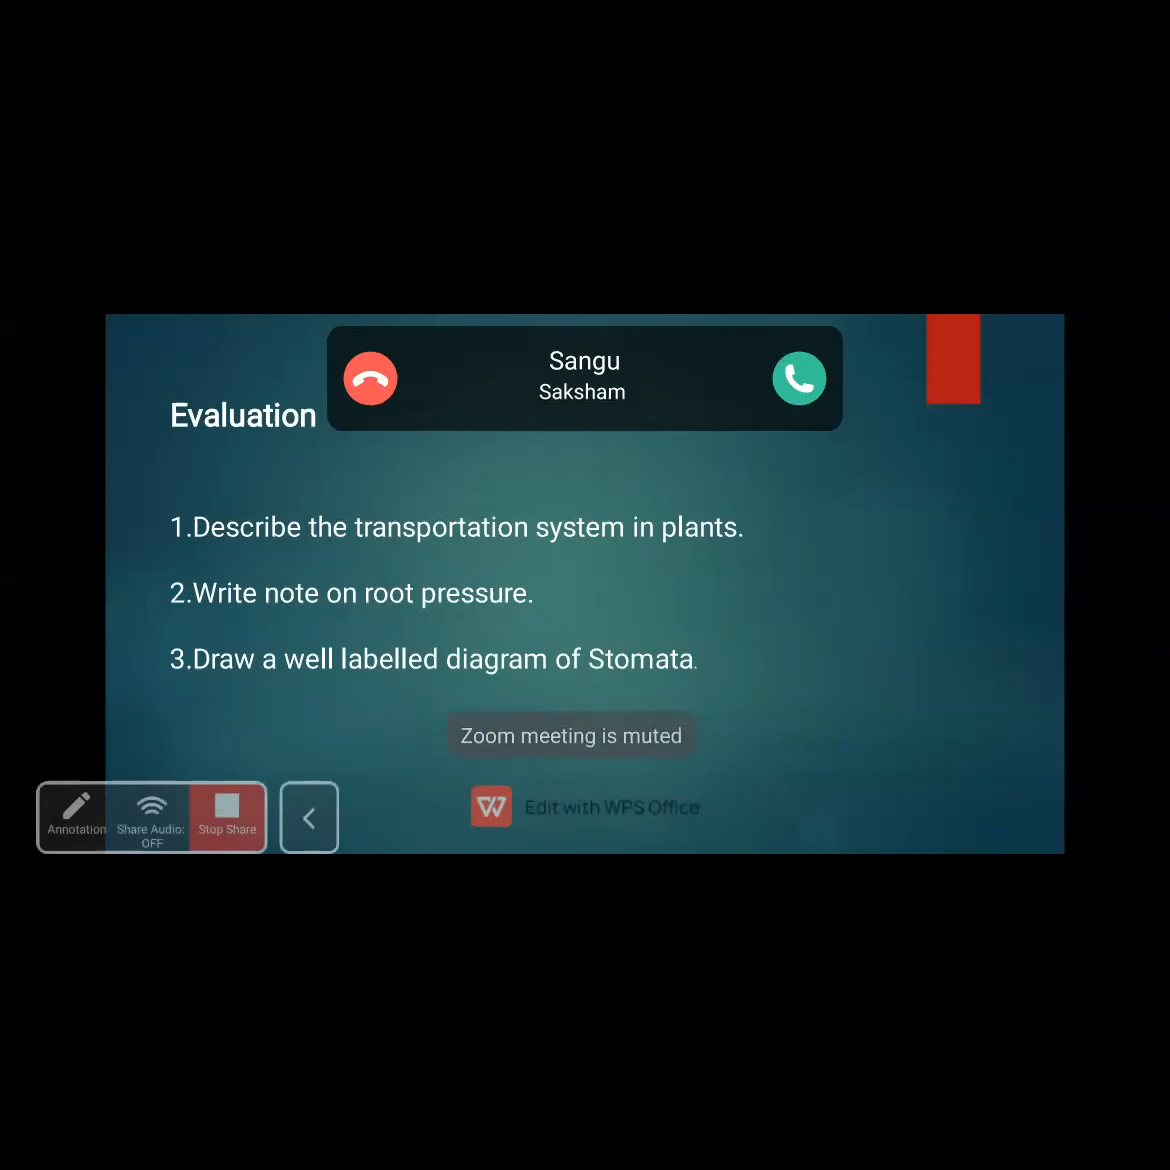 Sangu
Saksham
Evaluation
1.Describe the transportation system in plants.
2.Write note on root pressure.
3.Draw a well labelled diagram of Stomata.
Zoom meeting is muted
Annotation
Share Audio:
OFF
Stop Share
Edit with WPS Office